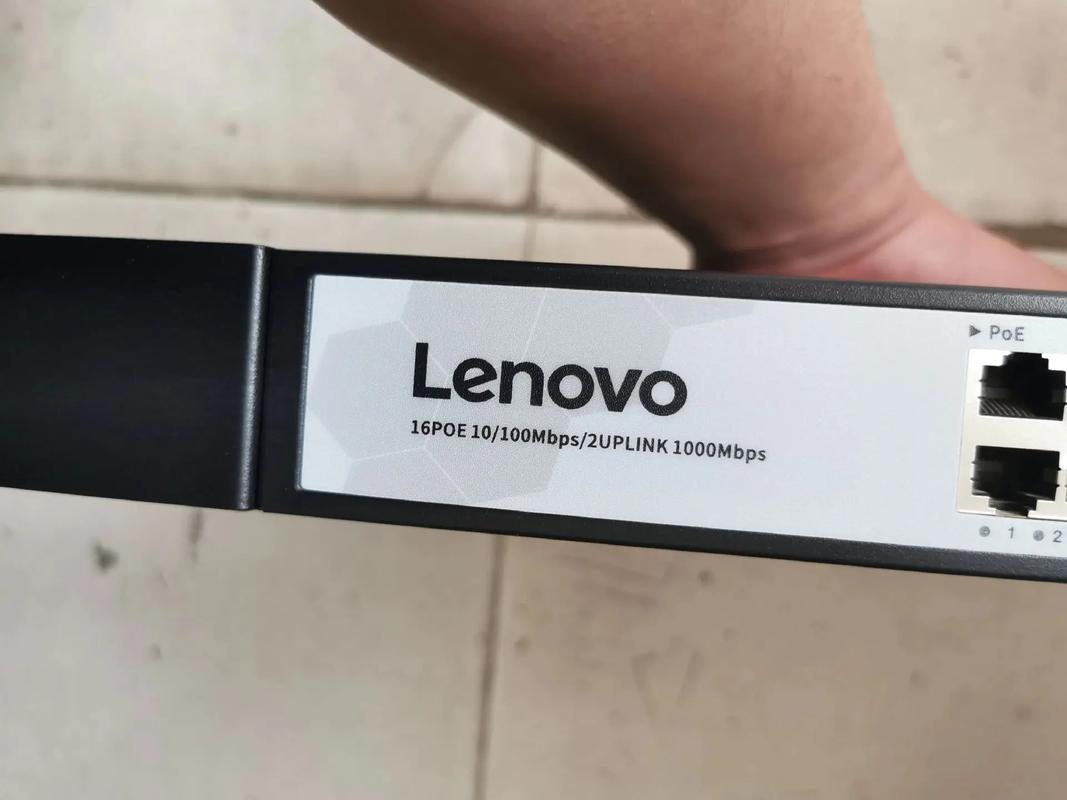 Lenovo
16POE 10/100Mbps/2UPLINK 1000Mbps
▶ PoE
1 2